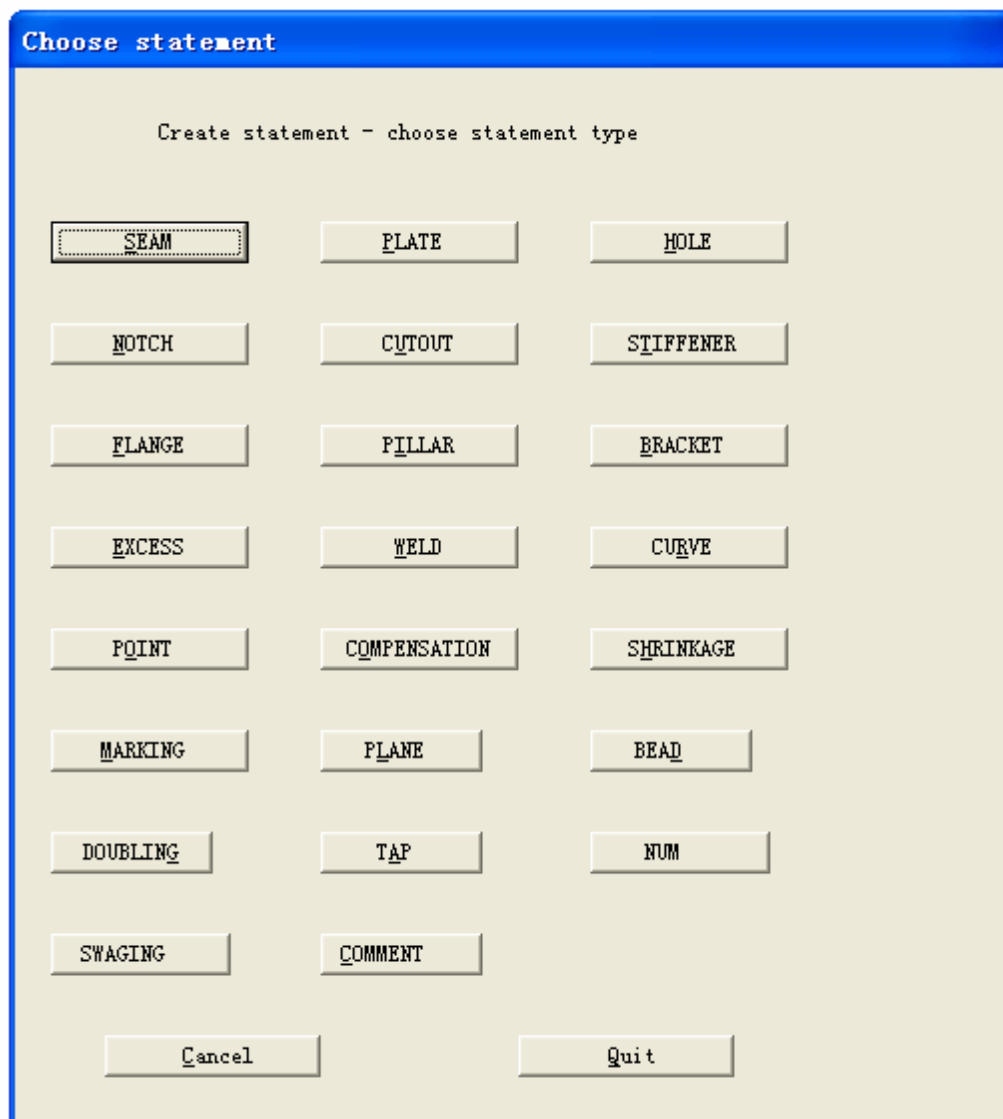 Choose statement
Create statement - choose statement type
SEAM PLATE HOLE
NOTCH CUTOUT STIFFENER
FLANGE PILLAR BRACKET
EXCESS WELD CURVE
POINT COMPENSATION SHRINKAGE
MARKING PLANE BEAD
DOUBLING TAP NUM
SWAGING COMMENT
Cancel Quit